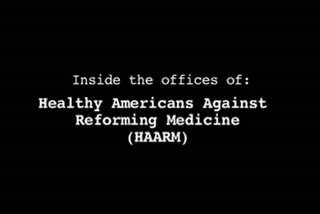 Inside the offices of:
Healthy Americans Against
Reforming Medicine
(HAARM)